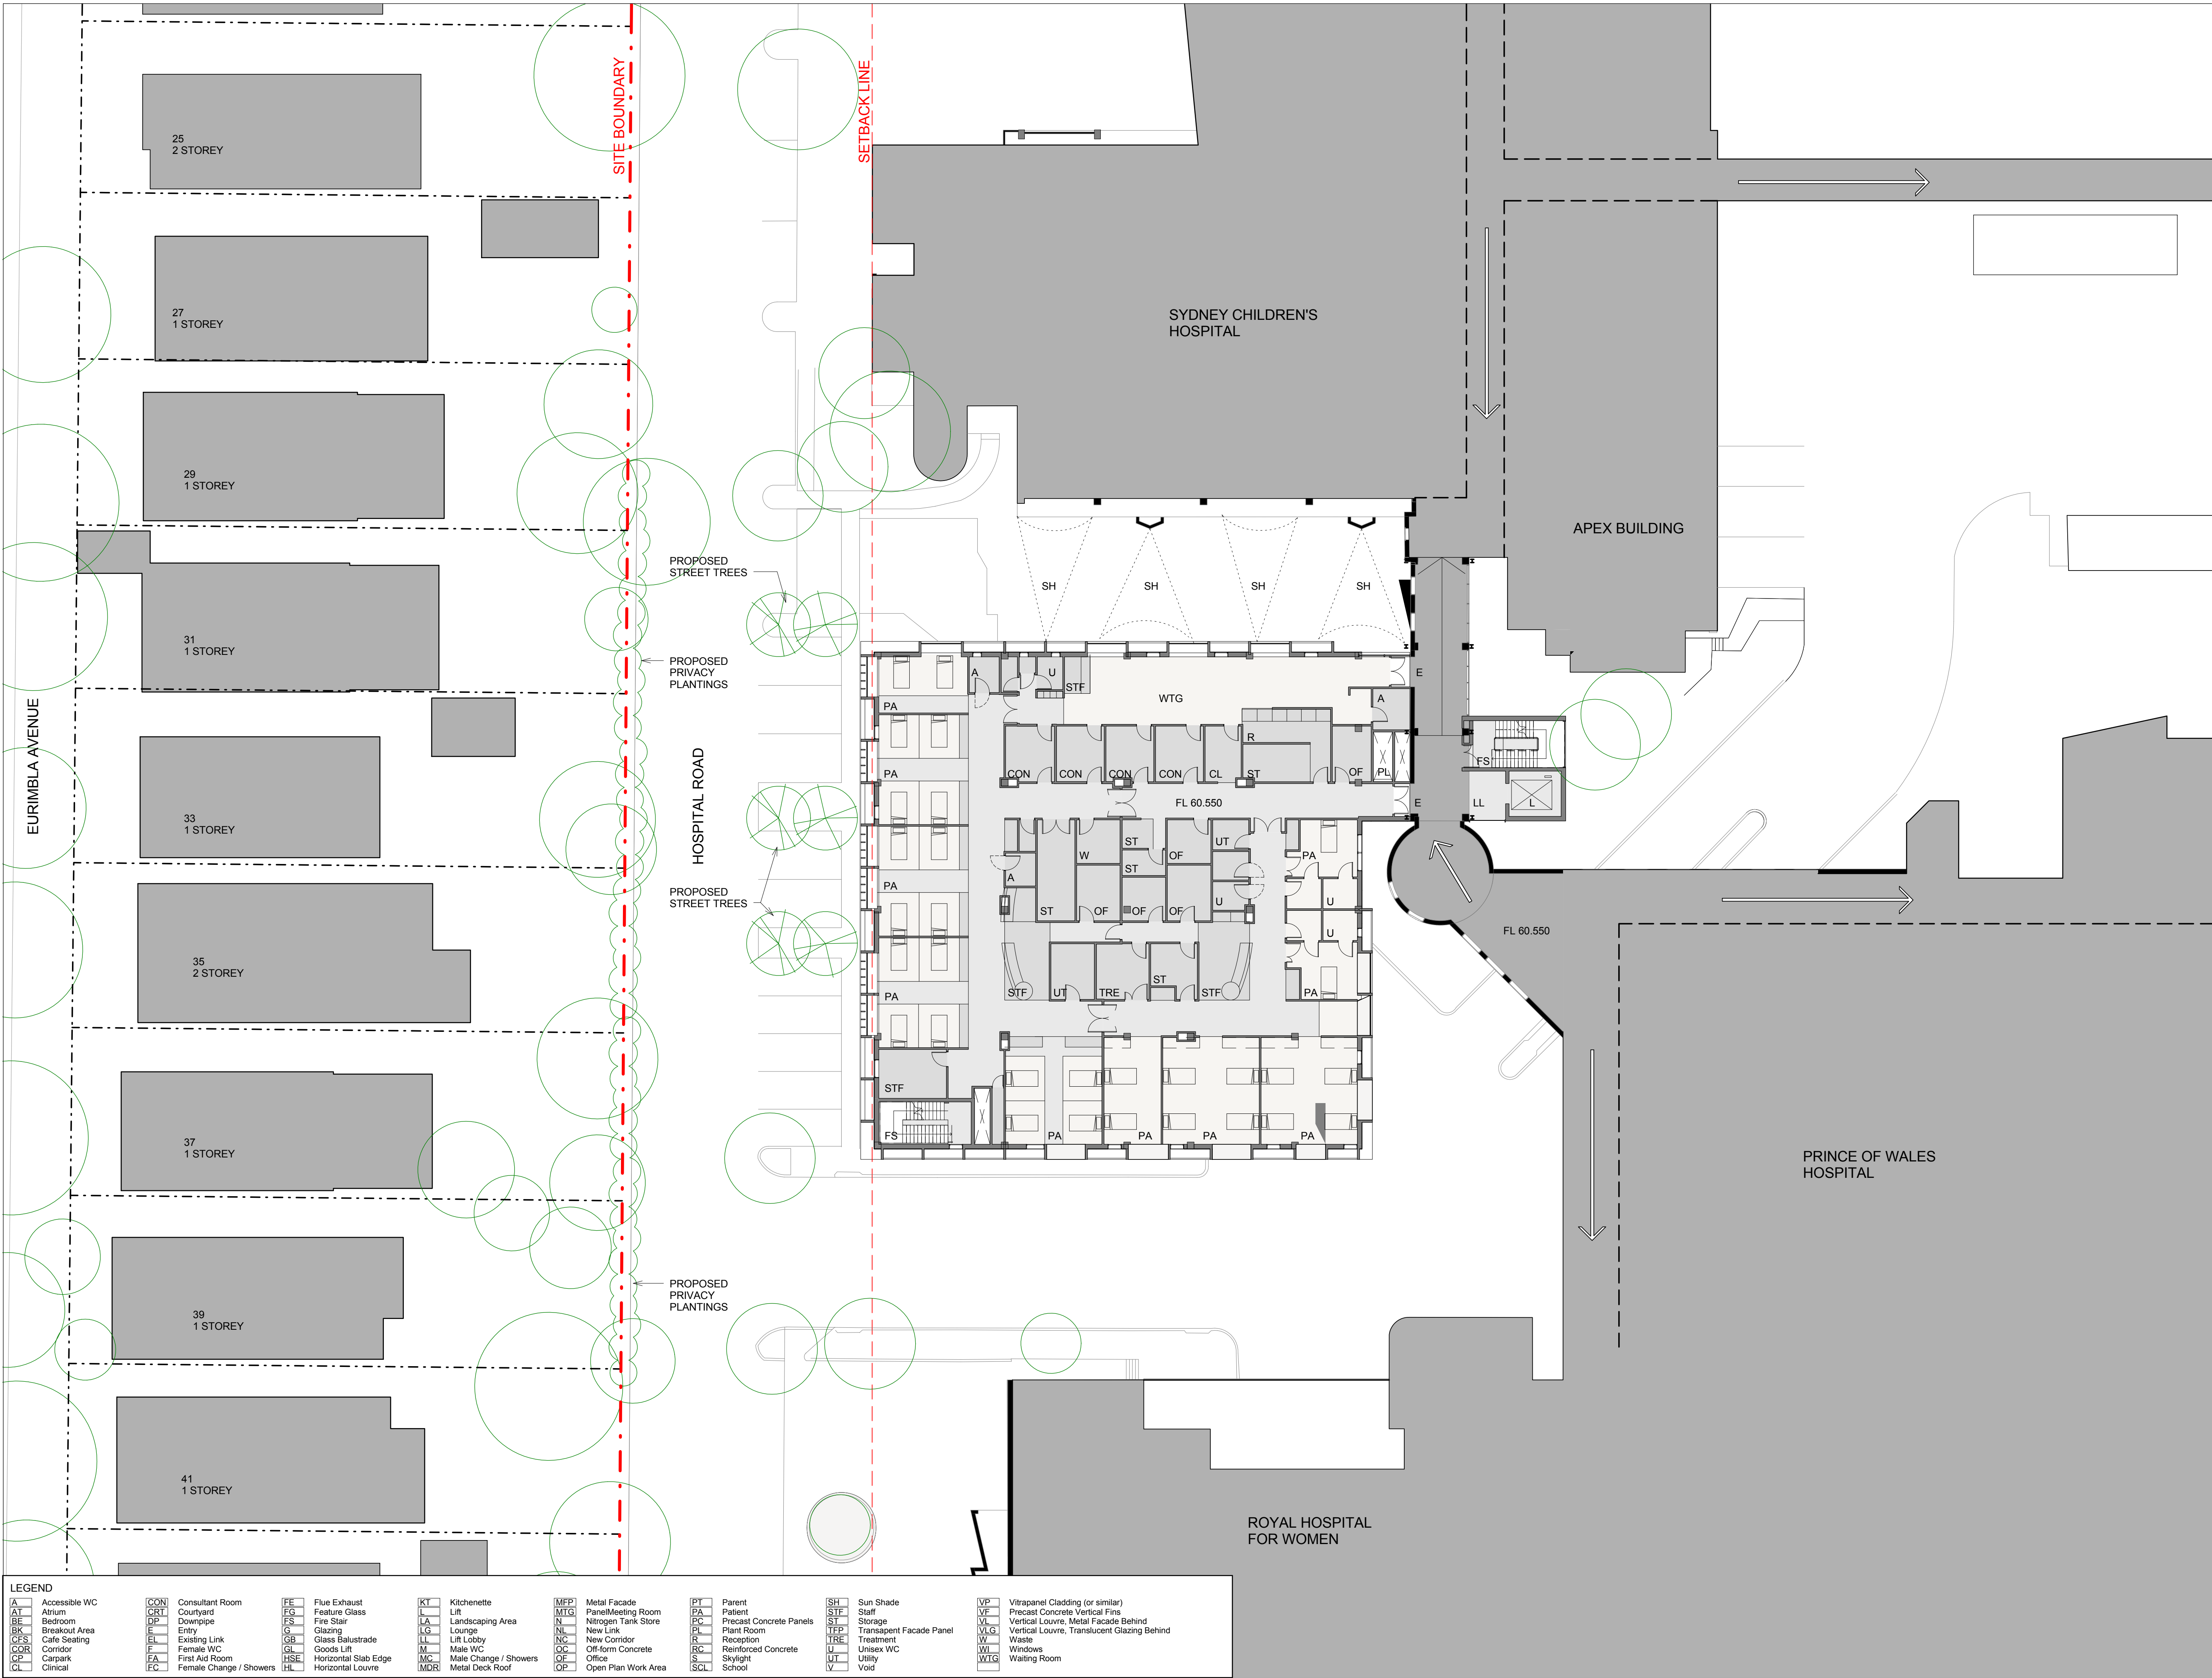 25
2 STOREY
27
1 STOREY
29
1 STOREY
31
1 STOREY
33
1 STOREY
35
2 STOREY
37
1 STOREY
39
1 STOREY
41
1 STOREY
EURIMBLA AVENUE
SITE BOUNDARY
HOSPITAL ROAD
SETBACK LINE
PROPOSED
STREET TREES
PROPOSED
PRIVACY
PLANTINGS
PROPOSED
STREET TREES
PROPOSED
PRIVACY
PLANTINGS
SYDNEY CHILDREN'S
HOSPITAL
APEX BUILDING
SH
SH
SH
SH
A
U
STF
WTG
E
A
PA
R
PA
CON
CON
CON
CON
CL
ST
OF
PL
FS
FL 60.550
E
LL
L
W
ST
OF
UT
PA
ST
A
PA
ST
OF
OF
OF
U
U
U
FL 60.550
PA
STF
UT
TRE
ST
STF
PA
STF
FS
PA
PA
PA
PA
PRINCE OF WALES
HOSPITAL
ROYAL HOSPITAL
FOR WOMEN
LEGEND
A Accessible WC
AT Atrium
BE Bedroom
BK Breakout Area
CFS Cafe Seating
COR Corridor
CP Carpark
CL Clinical
CON Consultant Room
CRT Courtyard
DP Downpipe
E Entry
EL Existing Link
F Female WC
FA First Aid Room
FC Female Change / Showers
FE Flue Exhaust
FG Feature Glass
FS Fire Stair
G Glazing
GB Glass Balustrade
GL Goods Lift
HSE Horizontal Slab Edge
HL Horizontal Louvre
KT Kitchenette
L Lift
LA Landscaping Area
LG Lounge
LL Lift Lobby
M Male WC
MC Male Change / Showers
MDR Metal Deck Roof
MFP Metal Facade
MTG PanelMeeting Room
N Nitrogen Tank Store
NL New Link
NC New Corridor
OC Off-form Concrete
OF Office
OP Open Plan Work Area
PT Parent
PA Patient
PC Precast Concrete Panels
PL Plant Room
R Reception
RC Reinforced Concrete
S Skylight
SCL School
SH Sun Shade
STF Staff
ST Storage
TFP Transapent Facade Panel
TRE Treatment
U Unisex WC
UT Utility
V Void
VP Vitrapanel Cladding (or similar)
VF Precast Concrete Vertical Fins
VL Vertical Louvre, Metal Facade Behind
VLG Vertical Louvre, Translucent Glazing Behind
W Waste
WI Windows
WTG Waiting Room